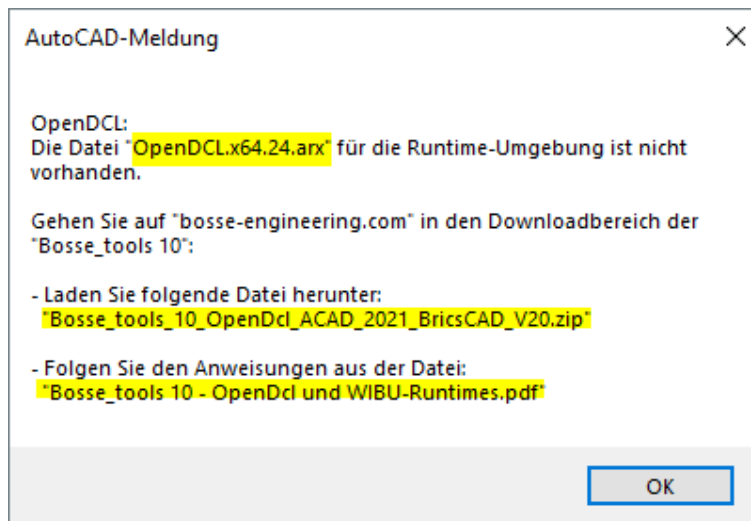 AutoCAD-Meldung
OpenDCL:
Die Datei "OpenDCL.x64.24.arx" für die Runtime-Umgebung ist nicht
vorhanden.
Gehen Sie auf "bosse-engineering.com" in den Downloadbereich der
"Bosse_tools 10":
- Laden Sie folgende Datei herunter:
"Bosse_tools_10_OpenDcl_ACAD_2021_BricsCAD_V20.zip"
- Folgen Sie den Anweisungen aus der Datei:
"Bosse_tools 10 - OpenDcl und WIBU-Runtimes.pdf"
OK